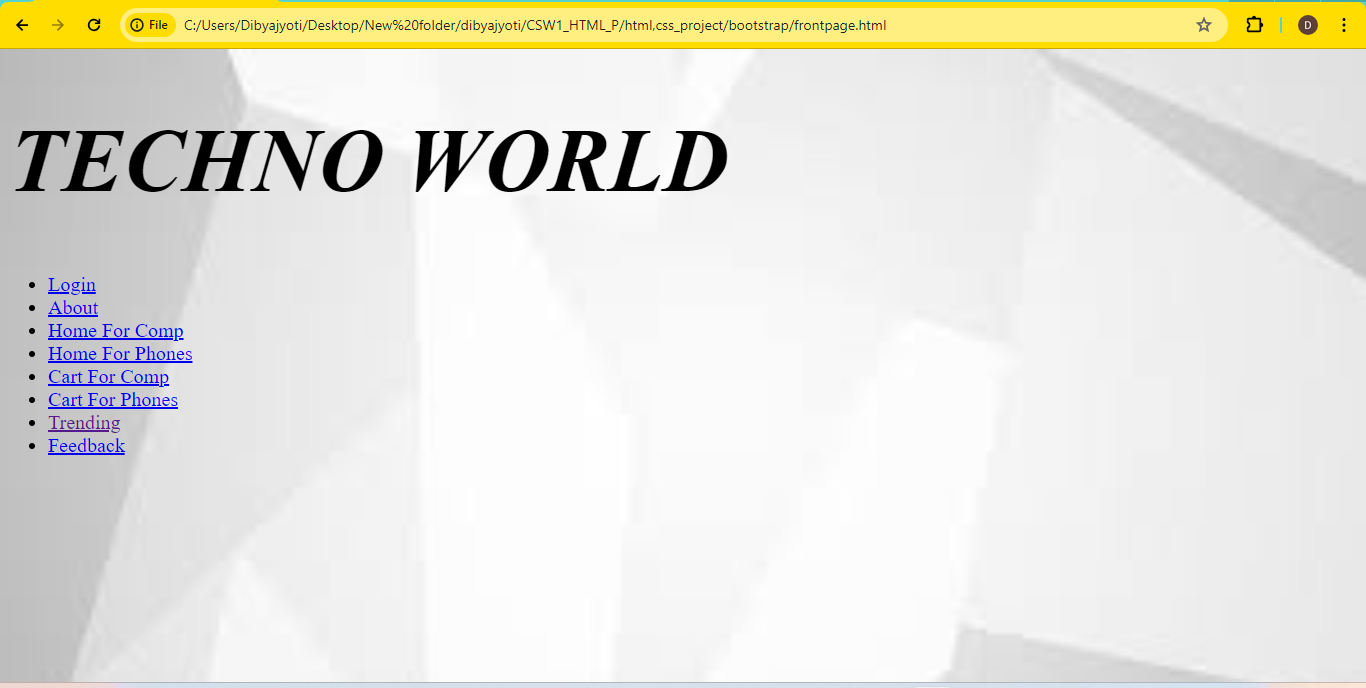 File C:/Users/Dibyajyoti/Desktop/New%20folder/dibyajyoti/CSW1_HTML_P/html,css_project/bootstrap/frontpage.html D
TECHNO WORLD
Login
About
Home For Comp
Home For Phones
Cart For Comp
Cart For Phones
Trending
Feedback